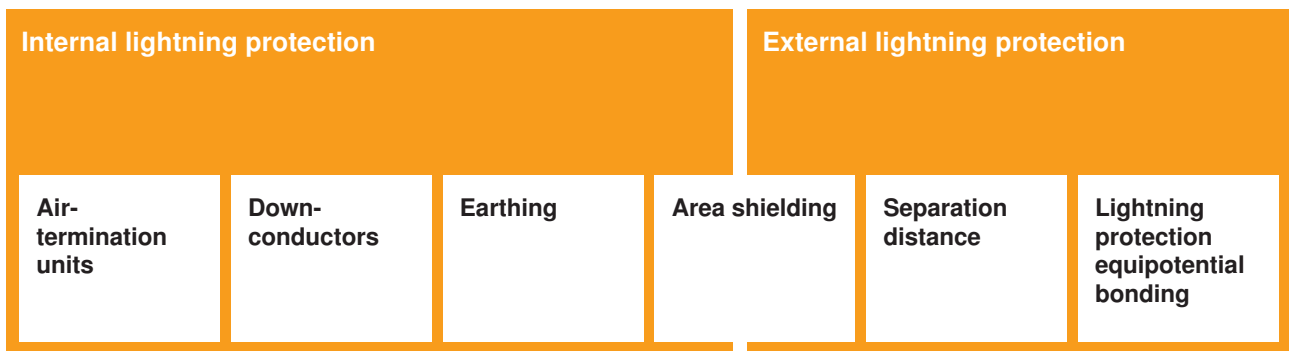 Internal lightning protection
External lightning protection
Air-
termination
units
Down-
conductors
Earthing
Area shielding
Separation
distance
Lightning
protection
equipotential
bonding